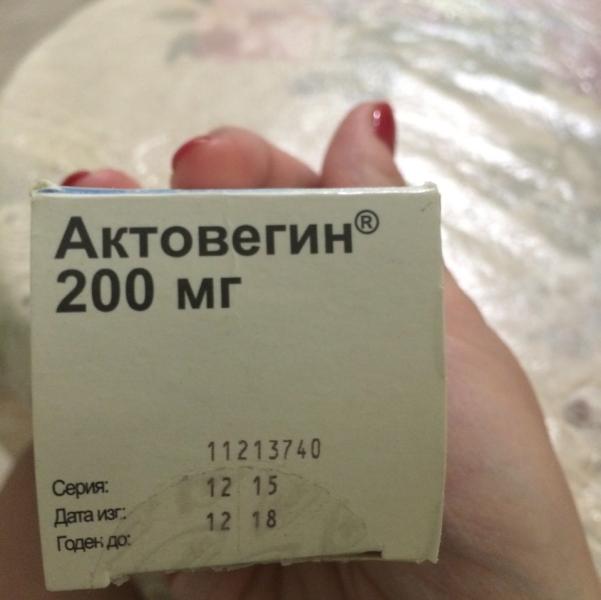 Актовегин®
200 мг
11213740
Серия: 12 15
Дата изг: 12 18
Годен до: